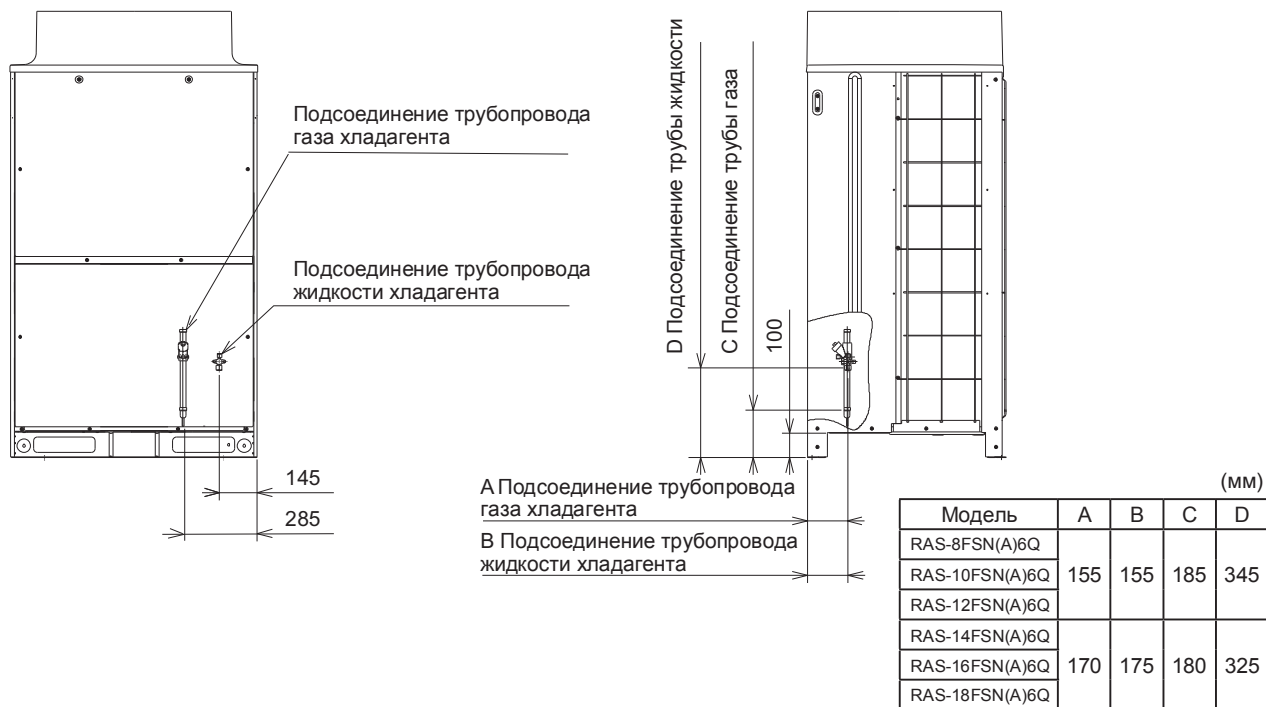 Подсоединение трубопровода
газа хладагента
Подсоединение трубопровода
жидкости хладагента
145
285
D Подсоединение трубы жидкости
C Подсоединение трубы газа
100
A Подсоединение трубопровода
газа хладагента
B Подсоединение трубопровода
жидкости хладагента
(мм)
Модель A B C D
RAS-8FSN(A)6Q
RAS-10FSN(A)6Q 155 155 185 345
RAS-12FSN(A)6Q
RAS-14FSN(A)6Q
RAS-16FSN(A)6Q 170 175 180 325
RAS-18FSN(A)6Q